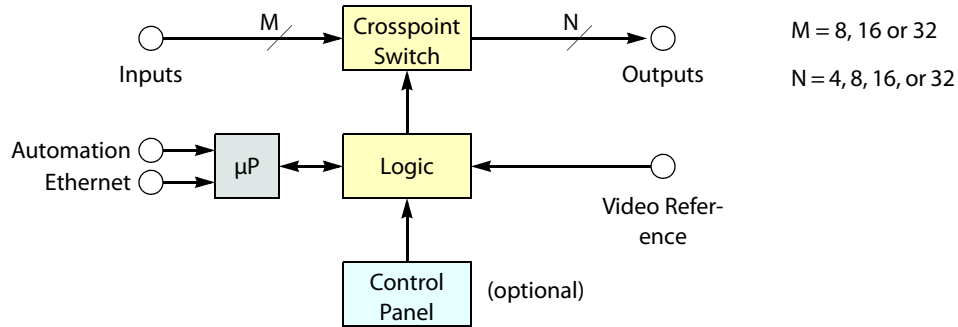 M
Crosspoint
Switch
N
M = 8, 16 or 32
Inputs
Outputs
N = 4, 8, 16, or 32
Automation
Ethernet
µP
Logic
Video Refer-
ence
Control
Panel
(optional)